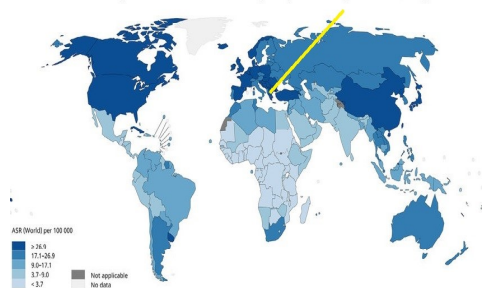 ASR (World) per 100 000
≥ 26.9
17.1–26.9
9.0–17.1
3.7–9.0
< 3.7
Not applicable
No data